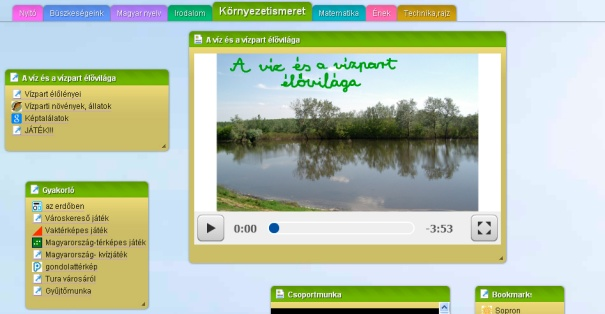 Nyitó Büszkeségeink Magyar nyelv Irodalom Környezetismeret Matematika Ének Technika,rajz
A víz és a vízpart élővilága
A víz és a vízpart
élővilága
0:00 -3:53
A víz és a vízpart élővilága
Vízpart élőlényei
Vízparti növények, állatok
Képtalálatok
JÁTÉK!!!
Gyakorló
az erdőben
Városkereső játék
Vaktérképes játék
Magyarország-térképes játék
Magyarország- kvízjáték
gondolattérkép
Tura városáról
Gyűjtőmunka
Csoportmunka
Bookmarks
Sopron